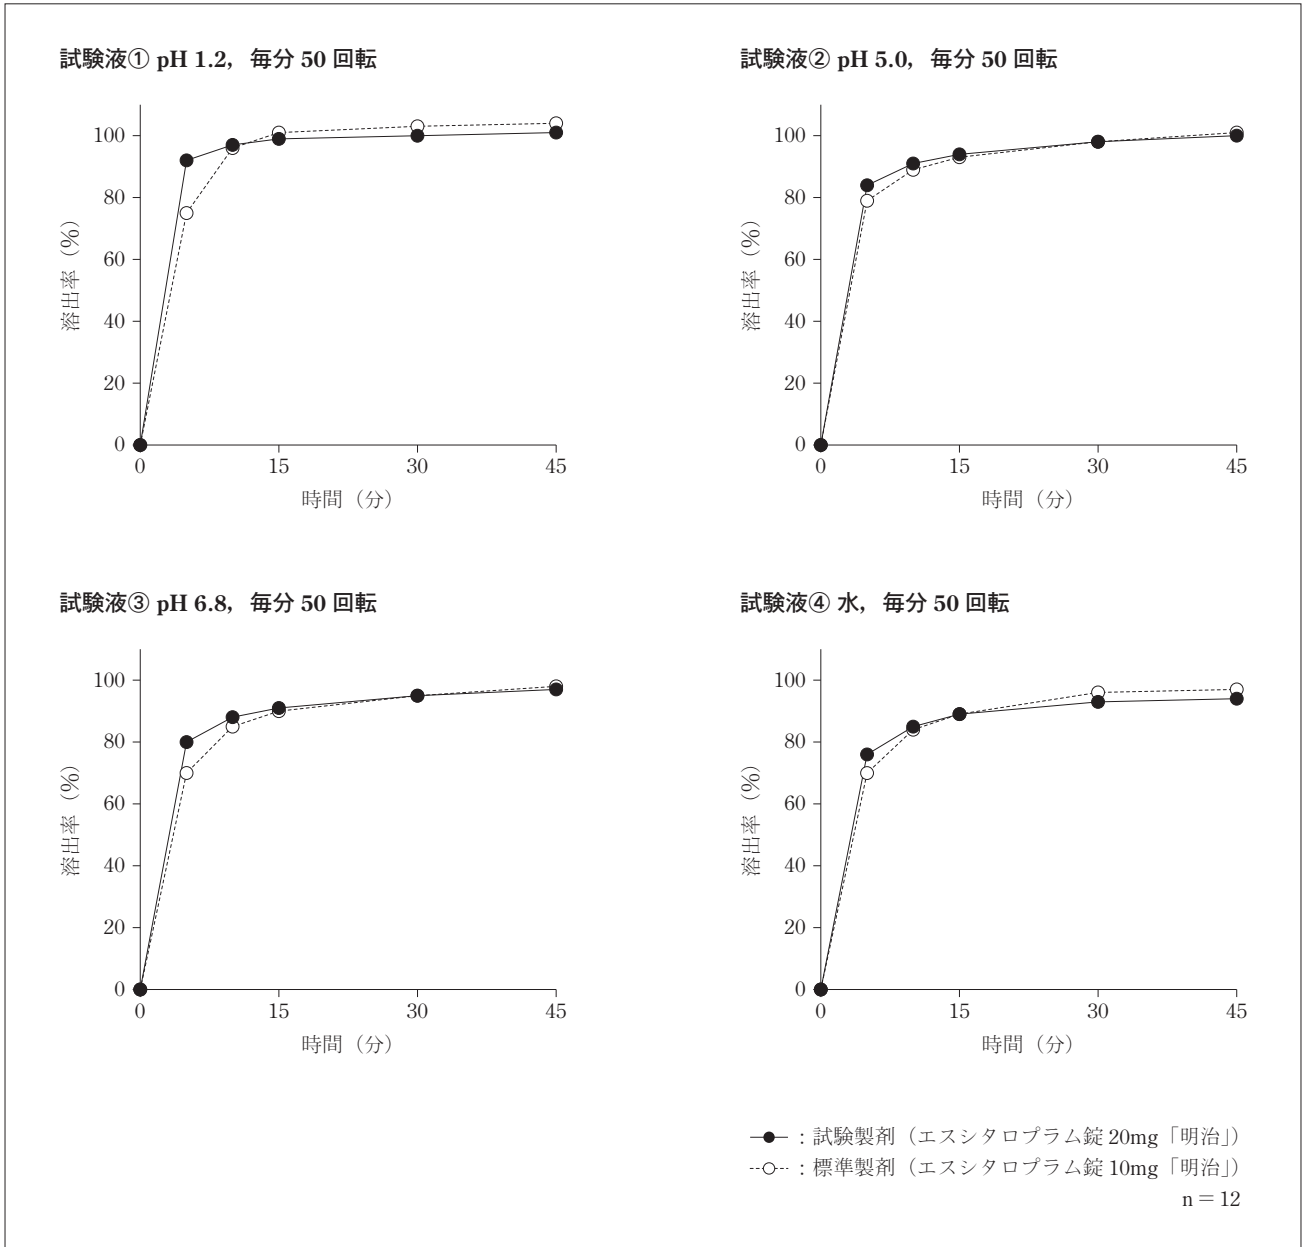 試験液① pH 1.2, 毎分 50 回転
溶出率 (%)
100
80
60
40
20
0
0 15 30 45
時間 (分)
試験液② pH 5.0, 毎分 50 回転
溶出率 (%)
100
80
60
40
20
0
0 15 30 45
時間 (分)
試験液③ pH 6.8, 毎分 50 回転
溶出率 (%)
100
80
60
40
20
0
0 15 30 45
時間 (分)
試験液④ 水, 毎分 50 回転
溶出率 (%)
100
80
60
40
20
0
0 15 30 45
時間 (分)
:試験製剤(エスシタロプラム錠 20mg「明治」)
:標準製剤(エスシタロプラム錠 10mg「明治」)
n = 12